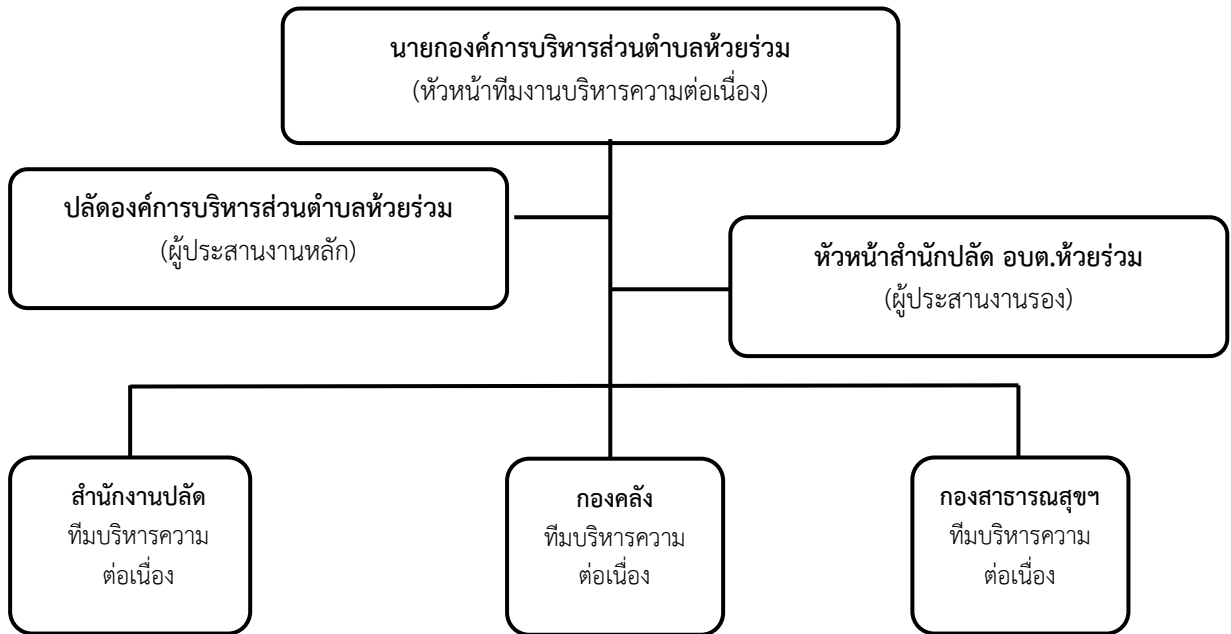 นายกองค์การบริหารส่วนตำบลห้วยร่วม
(หัวหน้าทีมงานบริหารความต่อเนื่อง)
ปลัดองค์การบริหารส่วนตำบลห้วยร่วม
(ผู้ประสานงานหลัก)
หัวหน้าสำนักปลัด อบต.ห้วยร่วม
(ผู้ประสานงานรอง)
สำนักงานปลัด
ทีมบริหารความ
ต่อเนื่อง
กองคลัง
ทีมบริหารความ
ต่อเนื่อง
กองสาธารณสุขฯ
ทีมบริหารความ
ต่อเนื่อง